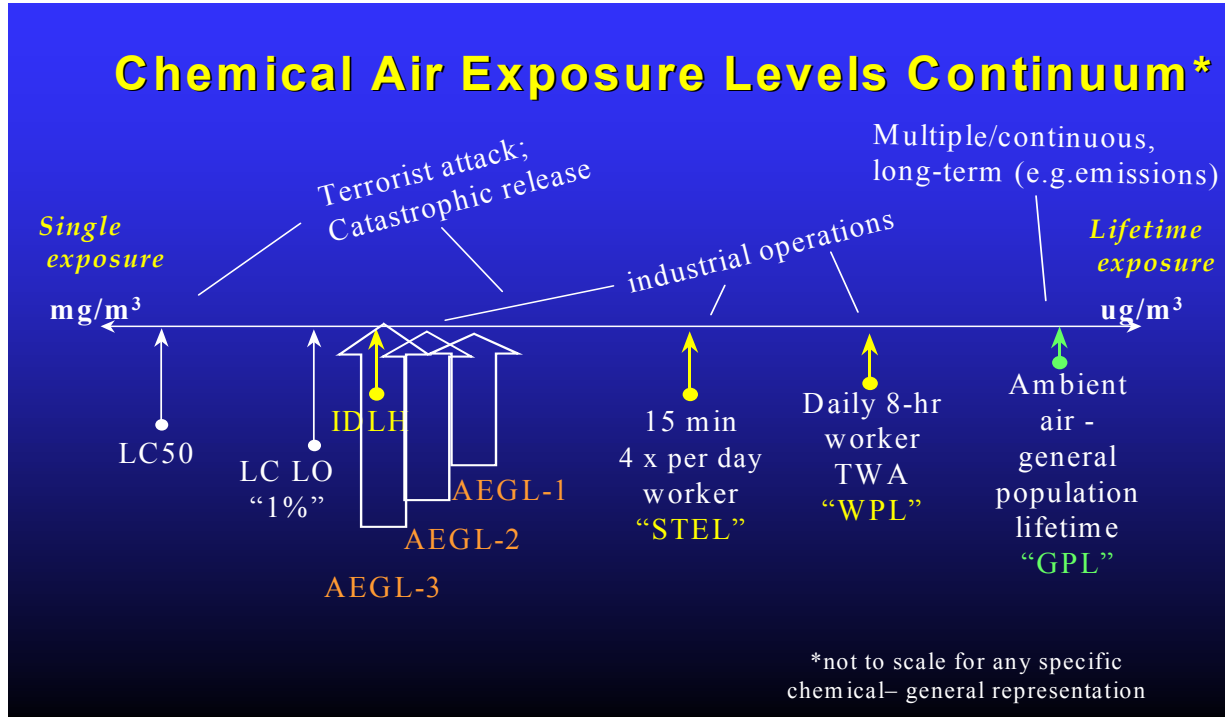 Chemical Air Exposure Levels Continuum*
Multiple/continuous,
long-term (e.g.emissions)
Terrorist attack;
Catastrophic release
Single
exposure
industrial operations
Lifetime
exposure
mg/m³
ug/m³
LC50
LC LO
“1%”
IDLH
AEGL-1
AEGL-2
AEGL-3
15 min
4 x per day
worker
“STEL”
Daily 8-hr
worker
TWA
“WPL”
Ambient
air -
general
population
lifetime
“GPL”
*not to scale for any specific
chemical– general representation